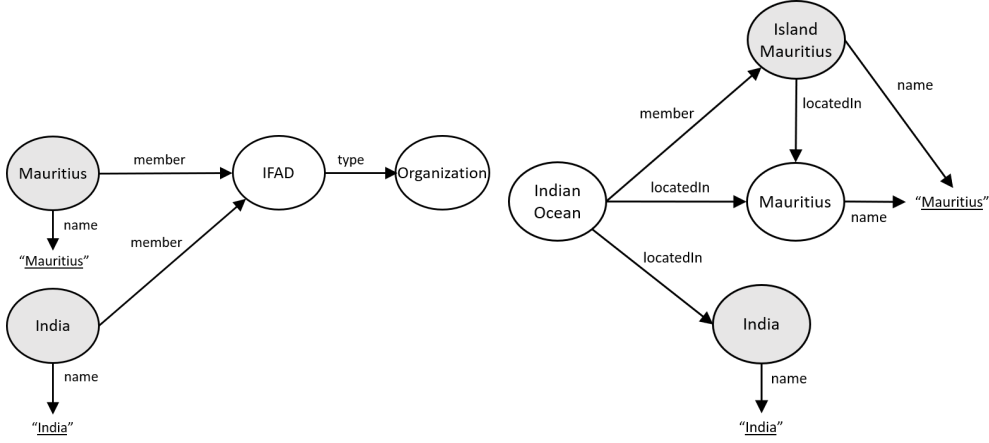 Mauritius
member
IFAD
type
Organization
name
"Mauritius"
member
India
name
"India"
Island
Mauritius
name
member
locatedIn
Indian
Ocean
locatedIn
Mauritius
name
"Mauritius"
locatedIn
India
name
"India"